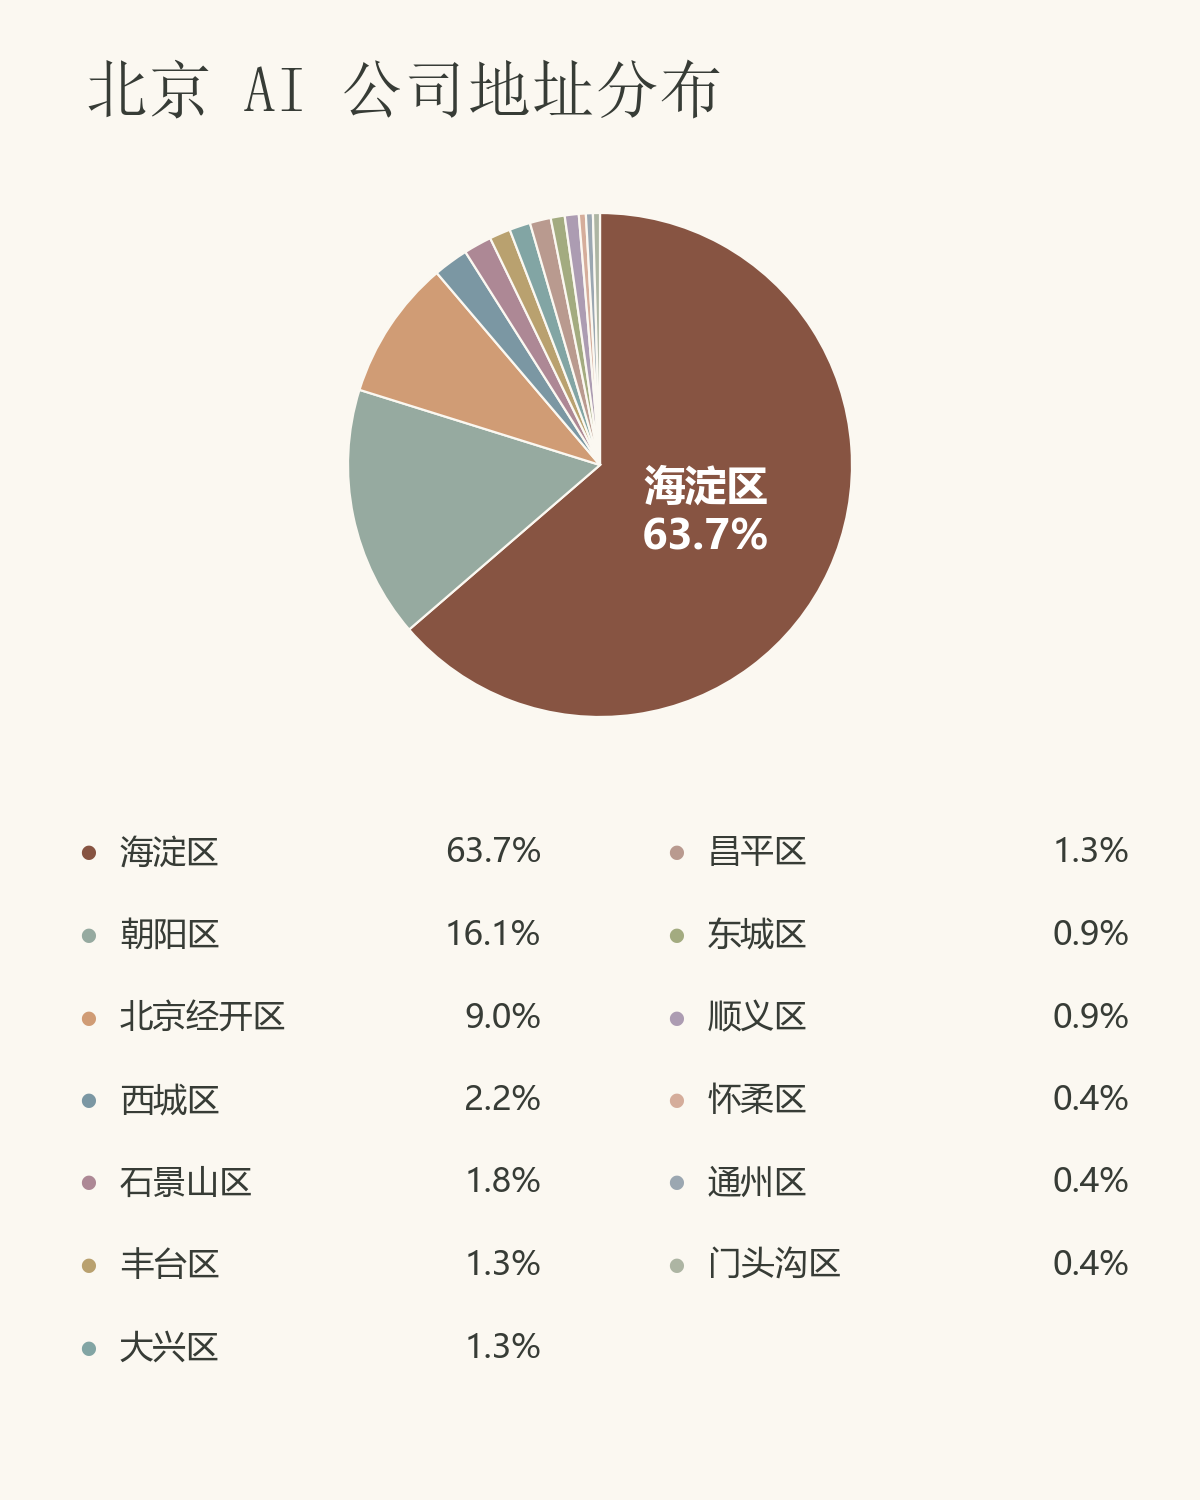 北京 AI 公司地址分布
海淀区
63.7%
海淀区 63.7%
朝阳区 16.1%
北京经开区 9.0%
西城区 2.2%
石景山区 1.8%
丰台区 1.3%
大兴区 1.3%
昌平区 1.3%
东城区 0.9%
顺义区 0.9%
怀柔区 0.4%
通州区 0.4%
门头沟区 0.4%